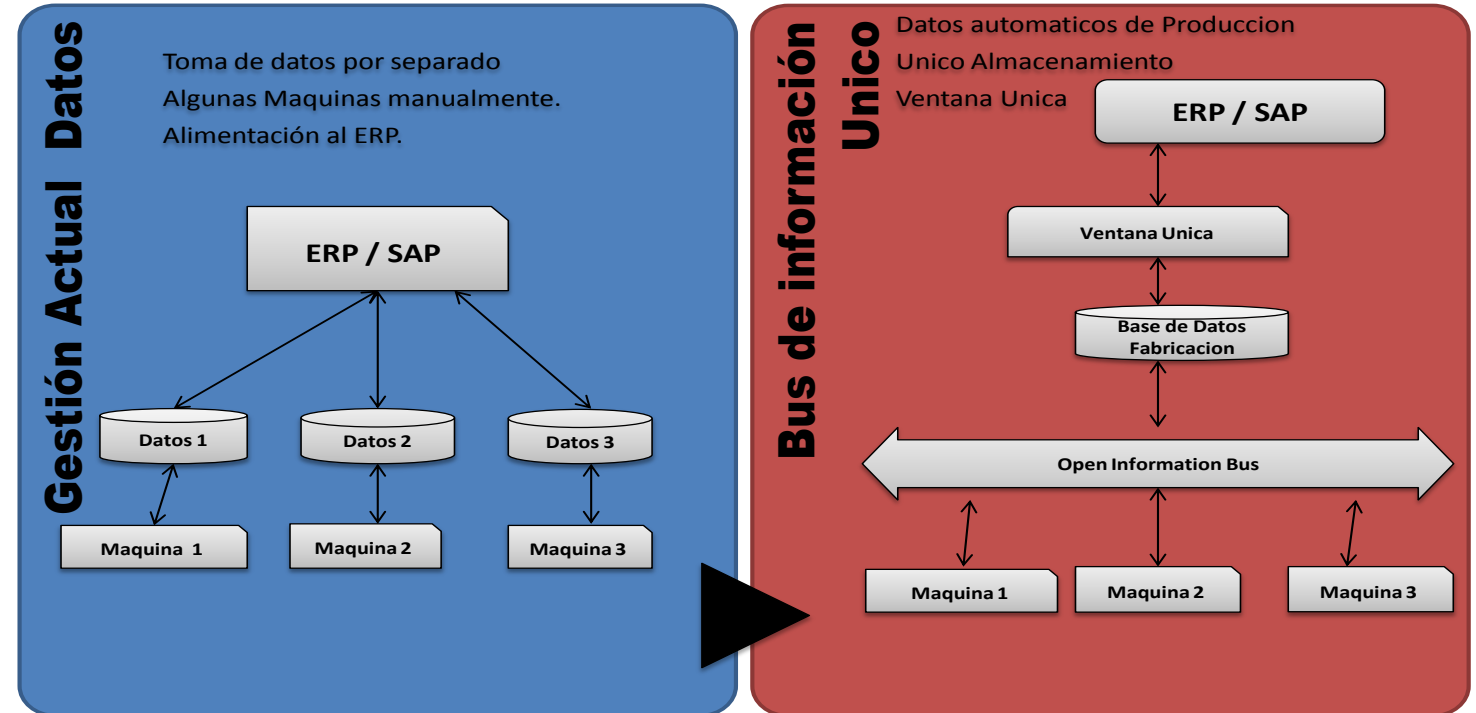 Gestión Actual Datos
Toma de datos por separado
Algunas Maquinas manualmente.
Alimentación al ERP.
ERP / SAP
Datos 1
Datos 2
Datos 3
Maquina 1
Maquina 2
Maquina 3
Bus de información
Unico
Datos automaticos de Produccion
Unico Almacenamiento
Ventana Unica
ERP / SAP
Ventana Unica
Base de Datos
Fabricacion
Open Information Bus
Maquina 1
Maquina 2
Maquina 3